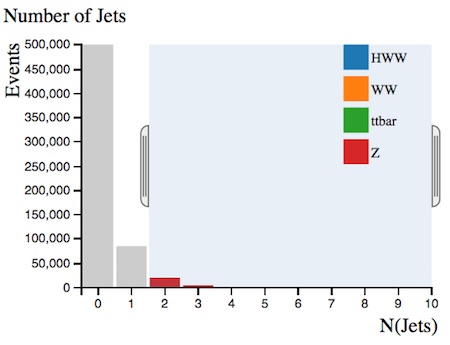 Number of Jets
Events
500,000
450,000
400,000
350,000
300,000
250,000
200,000
150,000
100,000
50,000
0
HWW
WW
ttbar
Z
0 1 2 3 4 5 6 7 8 9 10
N(Jets)